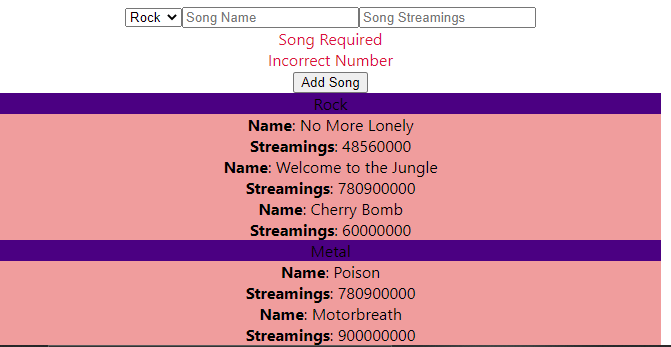 Rock Song Name Song Streamings
Song Required
Incorrect Number
Add Song
Rock
Name: No More Lonely
Streamings: 48560000
Name: Welcome to the Jungle
Streamings: 780900000
Name: Cherry Bomb
Streamings: 60000000
Metal
Name: Poison
Streamings: 780900000
Name: Motorbreath
Streamings: 900000000